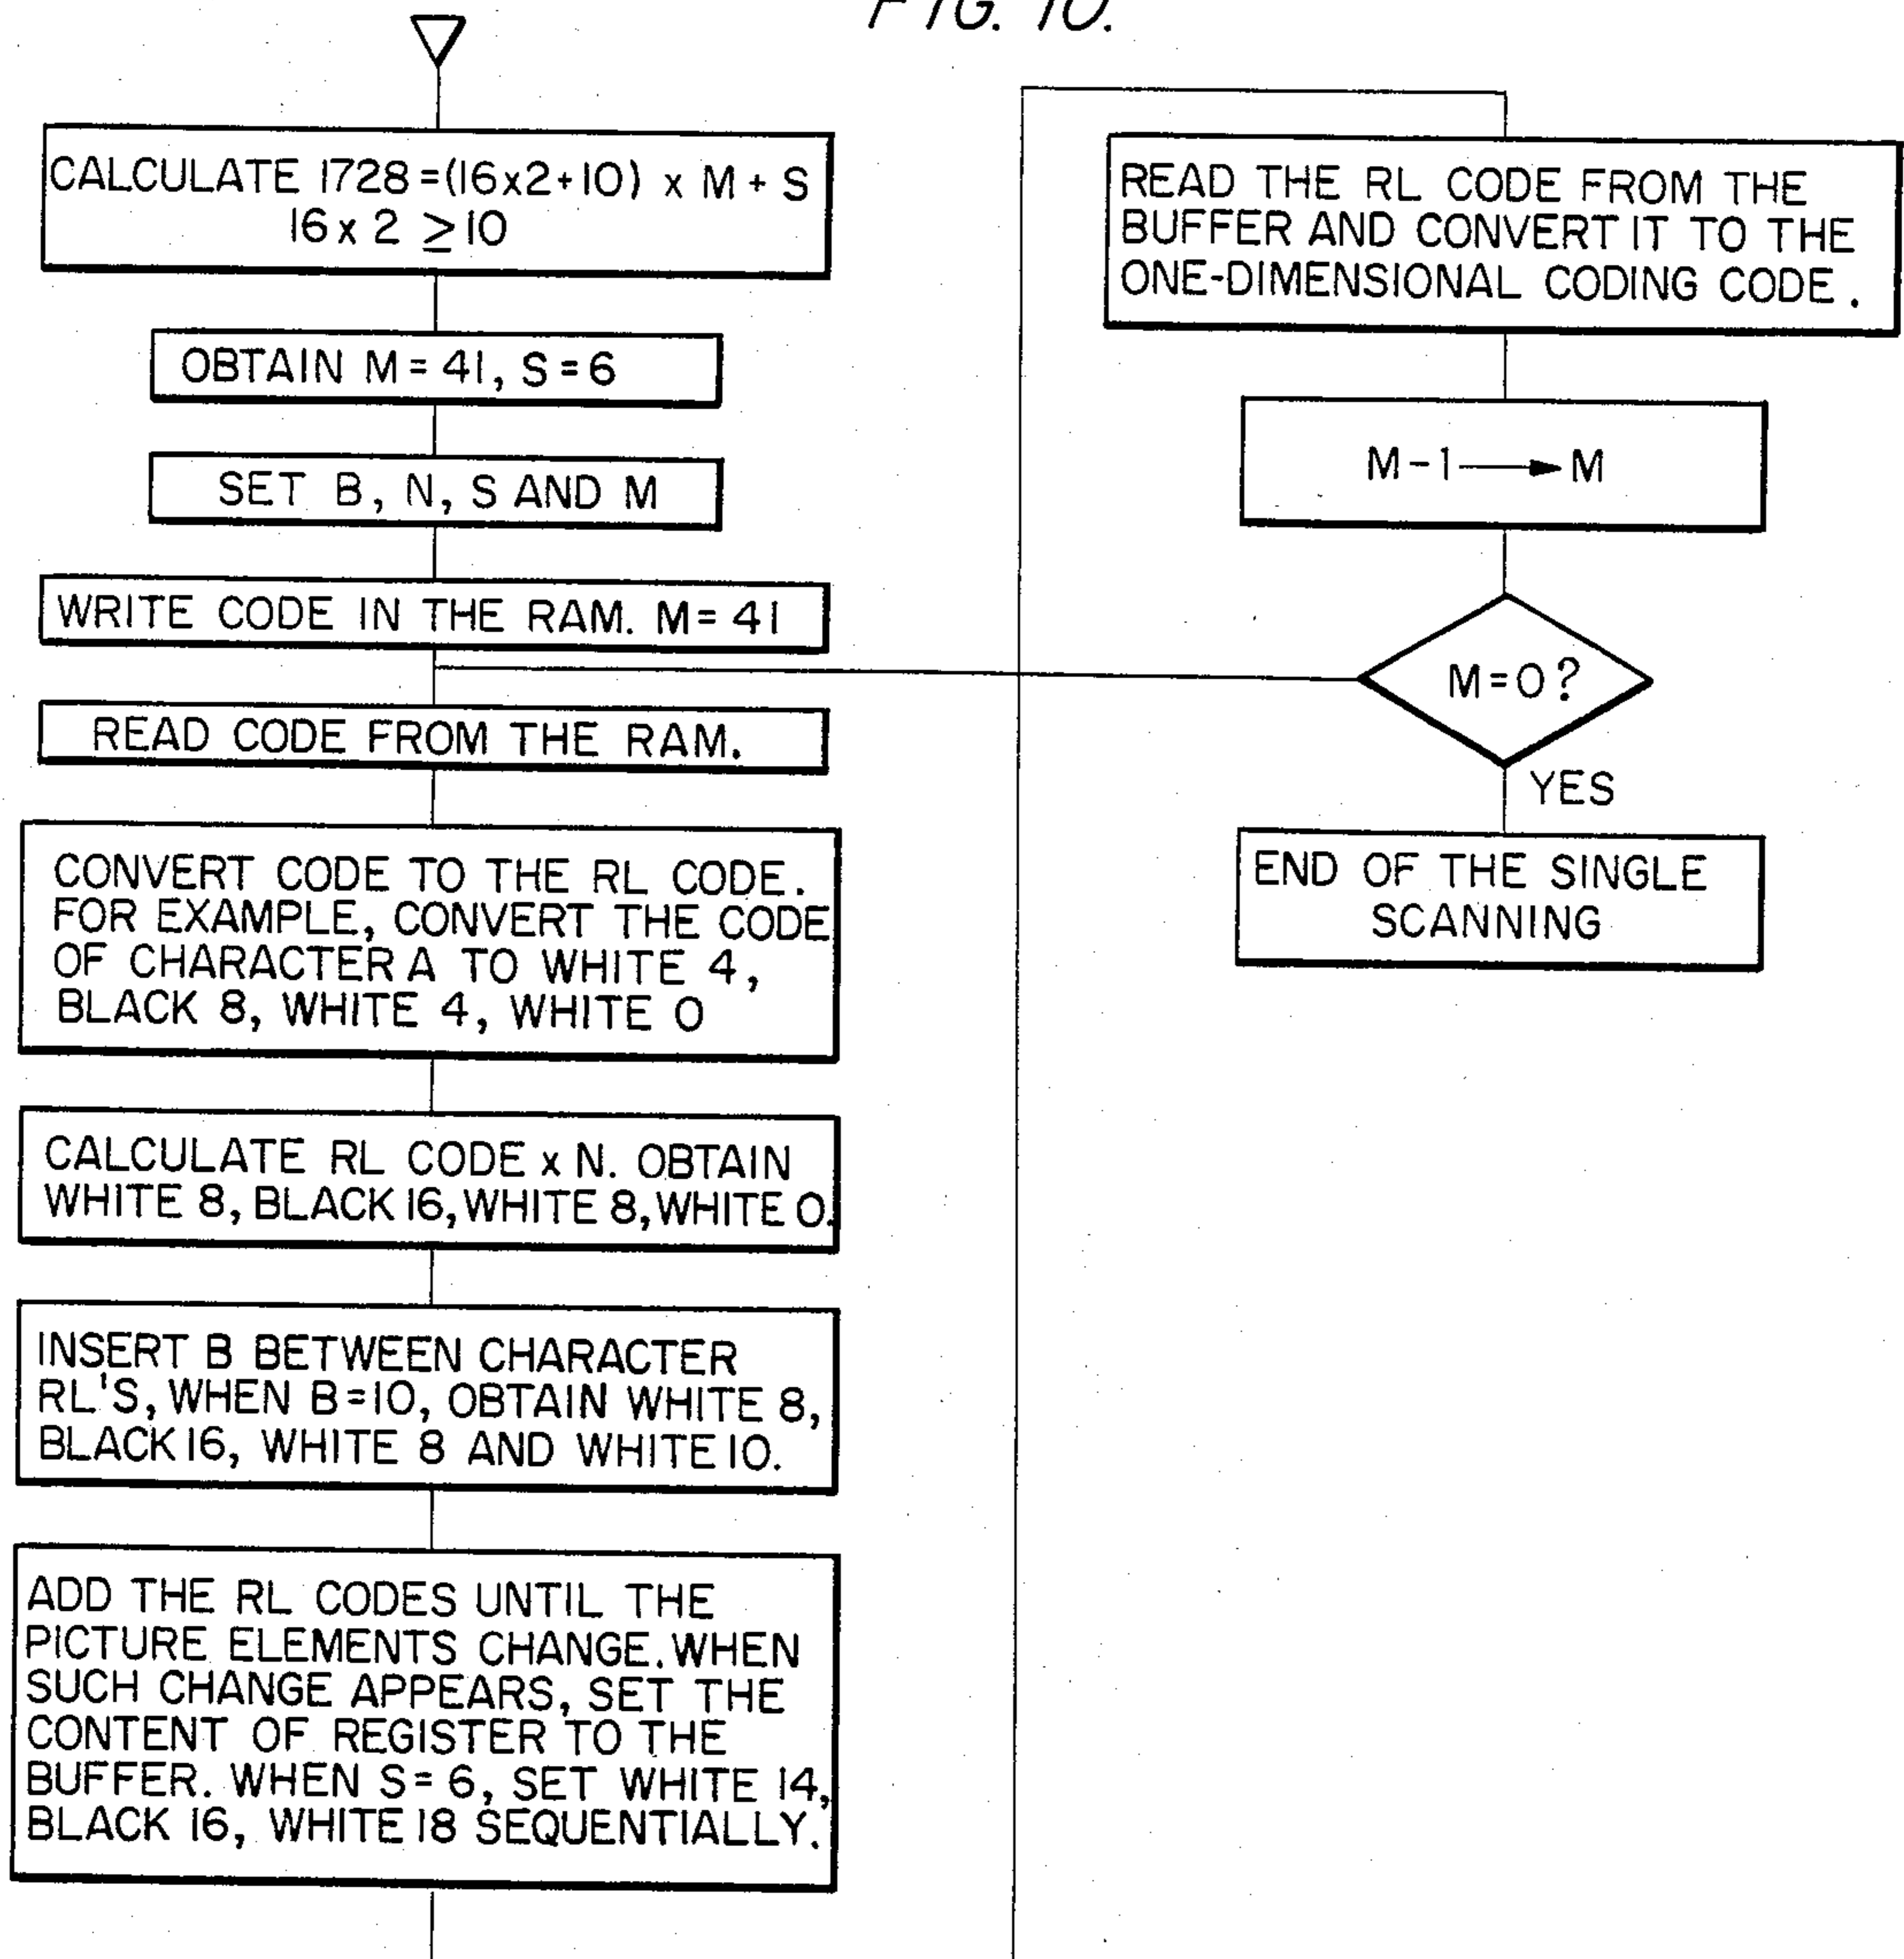 FIG. 10.
CALCULATE 1728=(16x2+10) x M + S
16 x 2 ≥ 10
OBTAIN M = 41, S = 6
SET B, N, S AND M
WRITE CODE IN THE RAM. M= 41
READ CODE FROM THE RAM.
CONVERT CODE TO THE RL CODE.
FOR EXAMPLE, CONVERT THE CODE
OF CHARACTER A TO WHITE 4,
BLACK 8, WHITE 4, WHITE 0
CALCULATE RL CODE x N. OBTAIN
WHITE 8, BLACK 16, WHITE 8, WHITE 0.
INSERT B BETWEEN CHARACTER
RL'S, WHEN B=10, OBTAIN WHITE 8,
BLACK 16, WHITE 8 AND WHITE 10.
ADD THE RL CODES UNTIL THE
PICTURE ELEMENTS CHANGE. WHEN
SUCH CHANGE APPEARS, SET THE
CONTENT OF REGISTER TO THE
BUFFER. WHEN S= 6, SET WHITE 14,
BLACK 16, WHITE 18 SEQUENTIALLY.
READ THE RL CODE FROM THE
BUFFER AND CONVERT IT TO THE
ONE-DIMENSIONAL CODING CODE.
M-1 → M
M=0?
YES
END OF THE SINGLE
SCANNING